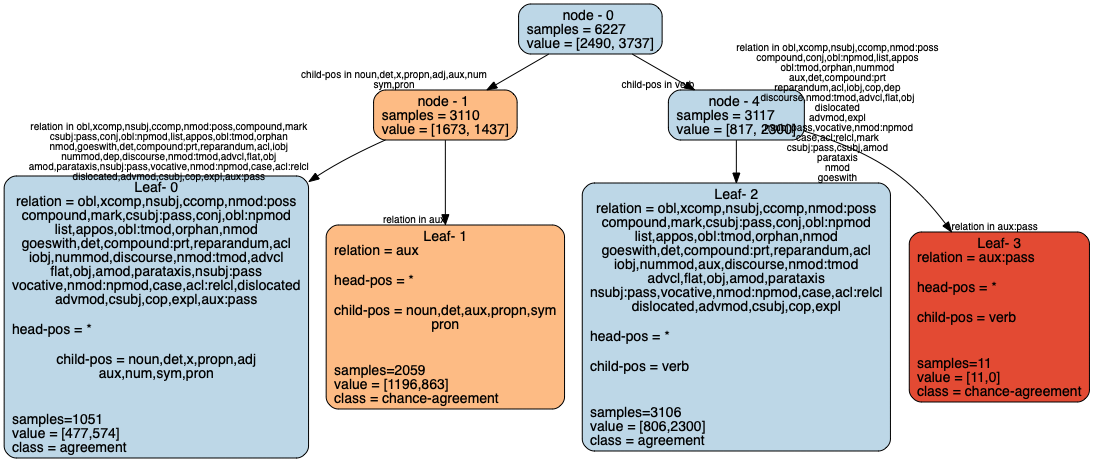 node - 0
samples = 6227
value = [2490, 3737]
child-pos in noun,det,x,propn,adj,aux,num
sym,pron
child-pos in verb
relation in obl,xcomp,nsubj,ccomp,nmod:poss
compound,conj,obl:npmod,list,appos
obl:tmod,orphan,nummod
aux,det,compound:prt
reparandum,acl,iobj,cop,dep
discourse,nmod:tmod,advcl,flat,obj
dislocated
advmod,expl
nsubj:pass,vocative,nmod:npmod
case,acl:relcl,mark
csubj:pass,csubj,amod
parataxis
nmod
goeswith
node - 1
samples = 3110
value = [1673, 1437]
node - 4
samples = 3117
value = [817, 2300]
relation in obl,xcomp,nsubj,ccomp,nmod:poss,compound,mark
csubj:pass,conj,obl:npmod,list,appos,obl:tmod,orphan
nmod,goeswith,det,compound:prt,reparandum,acl,iobj
nummod,dep,discourse,nmod:tmod,advcl,flat,obj
amod,parataxis,nsubj:pass,vocative,nmod:npmod,case,acl:relcl
dislocated,advmod,csubj,cop,expl,aux:pass
relation in aux
relation in aux:pass
Leaf- 0
relation = obl,xcomp,nsubj,ccomp,nmod:poss
compound,mark,csubj:pass,conj,obl:npmod
list,appos,obl:tmod,orphan,nmod
goeswith,det,compound:prt,reparandum,acl
iobj,nummod,discourse,nmod:tmod,advcl
flat,obj,amod,parataxis,nsubj:pass
vocative,nmod:npmod,case,acl:relcl,dislocated
advmod,csubj,cop,expl,aux:pass
head-pos = *
child-pos = noun,det,x,propn,adj
aux,num,sym,pron
samples=1051
value = [477,574]
class = agreement
Leaf- 1
relation = aux
head-pos = *
child-pos = noun,det,aux,propn,sym
pron
samples=2059
value = [1196,863]
class = chance-agreement
Leaf- 2
relation = obl,xcomp,nsubj,ccomp,nmod:poss
compound,mark,csubj:pass,conj,obl:npmod
list,appos,obl:tmod,orphan,nmod
goeswith,det,compound:prt,reparandum,acl
iobj,nummod,aux,discourse,nmod:tmod
advcl,flat,obj,amod,parataxis
nsubj:pass,vocative,nmod:npmod,case,acl:relcl
dislocated,advmod,csubj,cop,expl
head-pos = *
child-pos = verb
samples=3106
value = [806,2300]
class = agreement
Leaf- 3
relation = aux:pass
head-pos = *
child-pos = verb
samples=11
value = [11,0]
class = chance-agreement